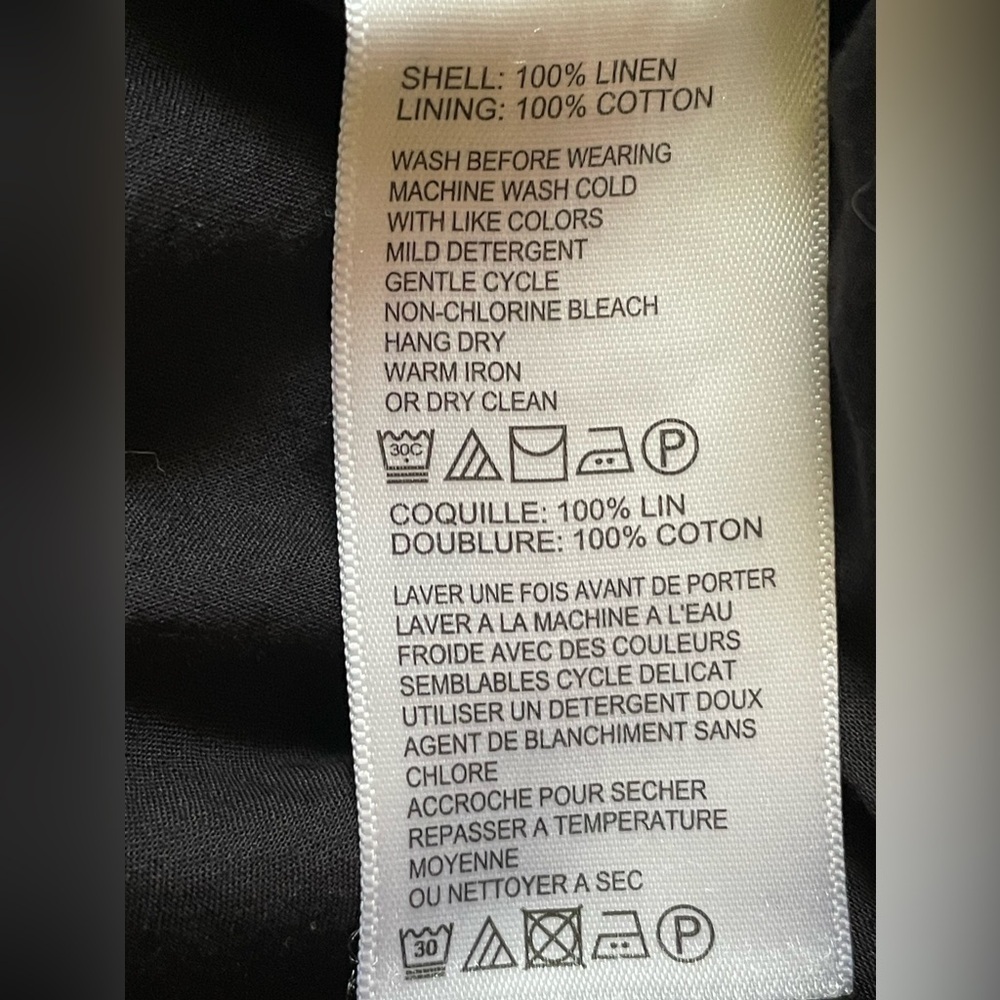 SHELL: 100% LINEN
LINING: 100% COTTON
WASH BEFORE WEARING
MACHINE WASH COLD
WITH LIKE COLORS
MILD DETERGENT
GENTLE CYCLE
NON-CHLORINE BLEACH
HANG DRY
WARM IRON
OR DRY CLEAN
30C P
COQUILLE: 100% LIN
DOUBLURE: 100% COTON
LAVER UNE FOIS AVANT DE PORTER
LAVER A LA MACHINE A L'EAU
FROIDE AVEC DES COULEURS
SEMBLABLES CYCLE DELICAT
UTILISER UN DETERGENT DOUX
AGENT DE BLANCHIMENT SANS
CHLORE
ACCROCHE POUR SECHER
REPASSER A TEMPERATURE
MOYENNE
OU NETTOYER A SEC
30 P